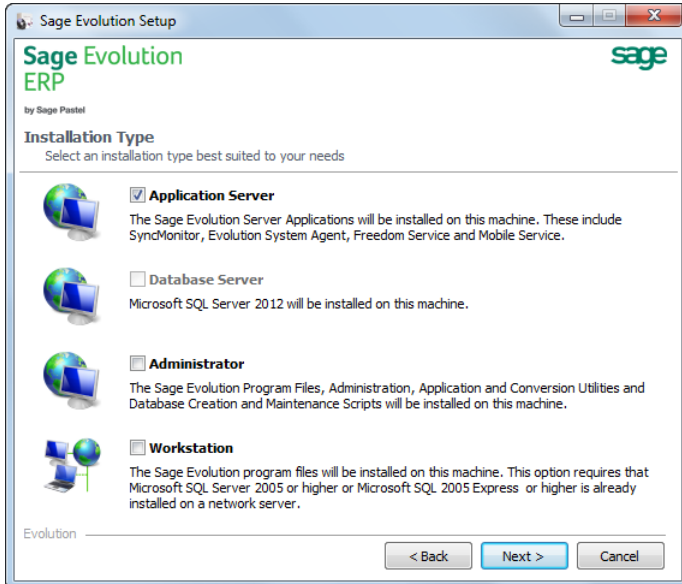 Sage Evolution Setup
Sage Evolution
ERP
by Sage Pastel
sage
Installation Type
Select an installation type best suited to your needs
Application Server
The Sage Evolution Server Applications will be installed on this machine. These include
SyncMonitor, Evolution System Agent, Freedom Service and Mobile Service.
Database Server
Microsoft SQL Server 2012 will be installed on this machine.
Administrator
The Sage Evolution Program Files, Administration, Application and Conversion Utilities and
Database Creation and Maintenance Scripts will be installed on this machine.
Workstation
The Sage Evolution program files will be installed on this machine. This option requires that
Microsoft SQL Server 2005 or higher or Microsoft SQL 2005 Express or higher is already
installed on a network server.
Evolution
< Back Next > Cancel